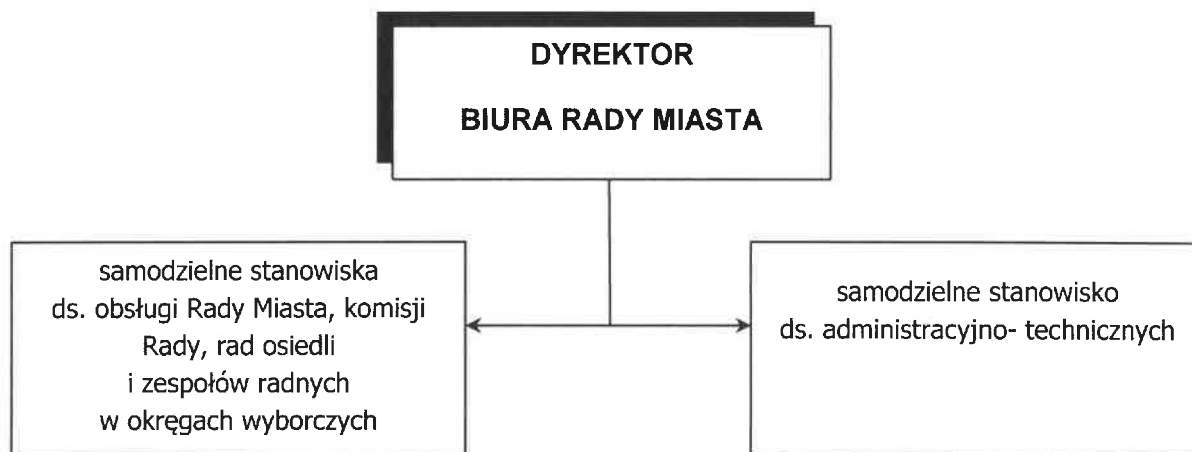 DYREKTOR
BIURA RADY MIASTA
samodzielne stanowiska
ds. obsługi Rady Miasta, komisji
Rady, rad osiedli
i zespołów radnych
w okręgach wyborczych
samodzielne stanowisko
ds. administracyjno- technicznych